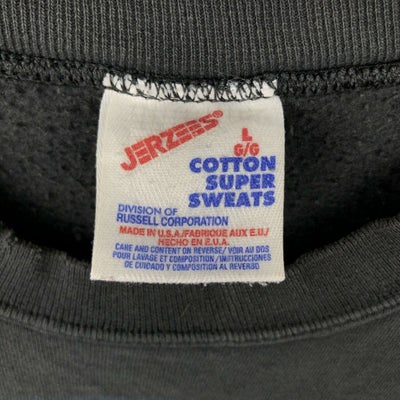 JERZEES®
L
G/G
COTTON
SUPER
SWEATS
DIVISION OF
RUSSELL CORPORATION
MADE IN U.S.A./FABRIQUE AUX E.U./
HECHO EN E.U.A.
CARE AND CONTENT ON REVERSE/ VOIR AU DOS
POUR LAVAGE ET COMPOSITION/INSTRUCCIONES
DE CUIDADO Y COMPOSITION AL REVERSO